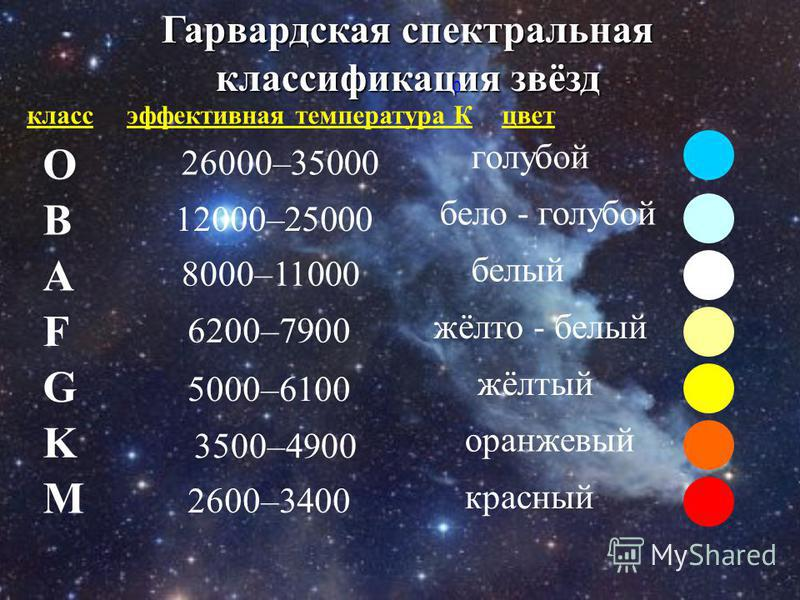 Гарвардская спектральная
классификация звёзд
класс эффективная температура К цвет
O 26000–35000 голубой
B 12000–25000 бело - голубой
A 8000–11000 белый
F 6200–7900 жёлто - белый
G 5000–6100 жёлтый
K 3500–4900 оранжевый
M 2600–3400 красный
MyShared